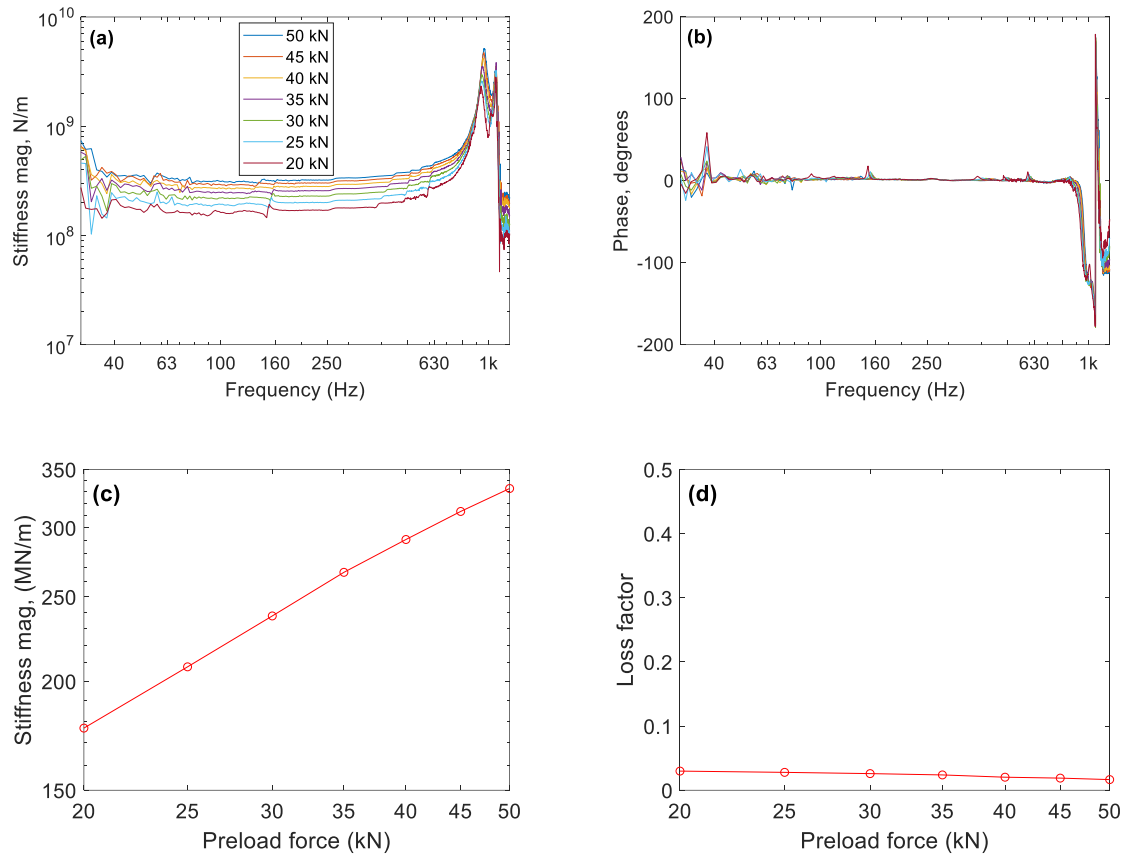 (a)
Stiffness mag, N/m
10^10
10^9
10^8
10^7
50 kN
45 kN
40 kN
35 kN
30 kN
25 kN
20 kN
40 63 100 160 250 630 1k
Frequency (Hz)
(b)
Phase, degrees
200
100
0
-100
-200
40 63 100 160 250 630 1k
Frequency (Hz)
(c)
Stiffness mag, (MN/m)
350
300
250
200
150
20 25 30 35 40 45 50
Preload force (kN)
(d)
Loss factor
0.5
0.4
0.3
0.2
0.1
0
20 25 30 35 40 45 50
Preload force (kN)